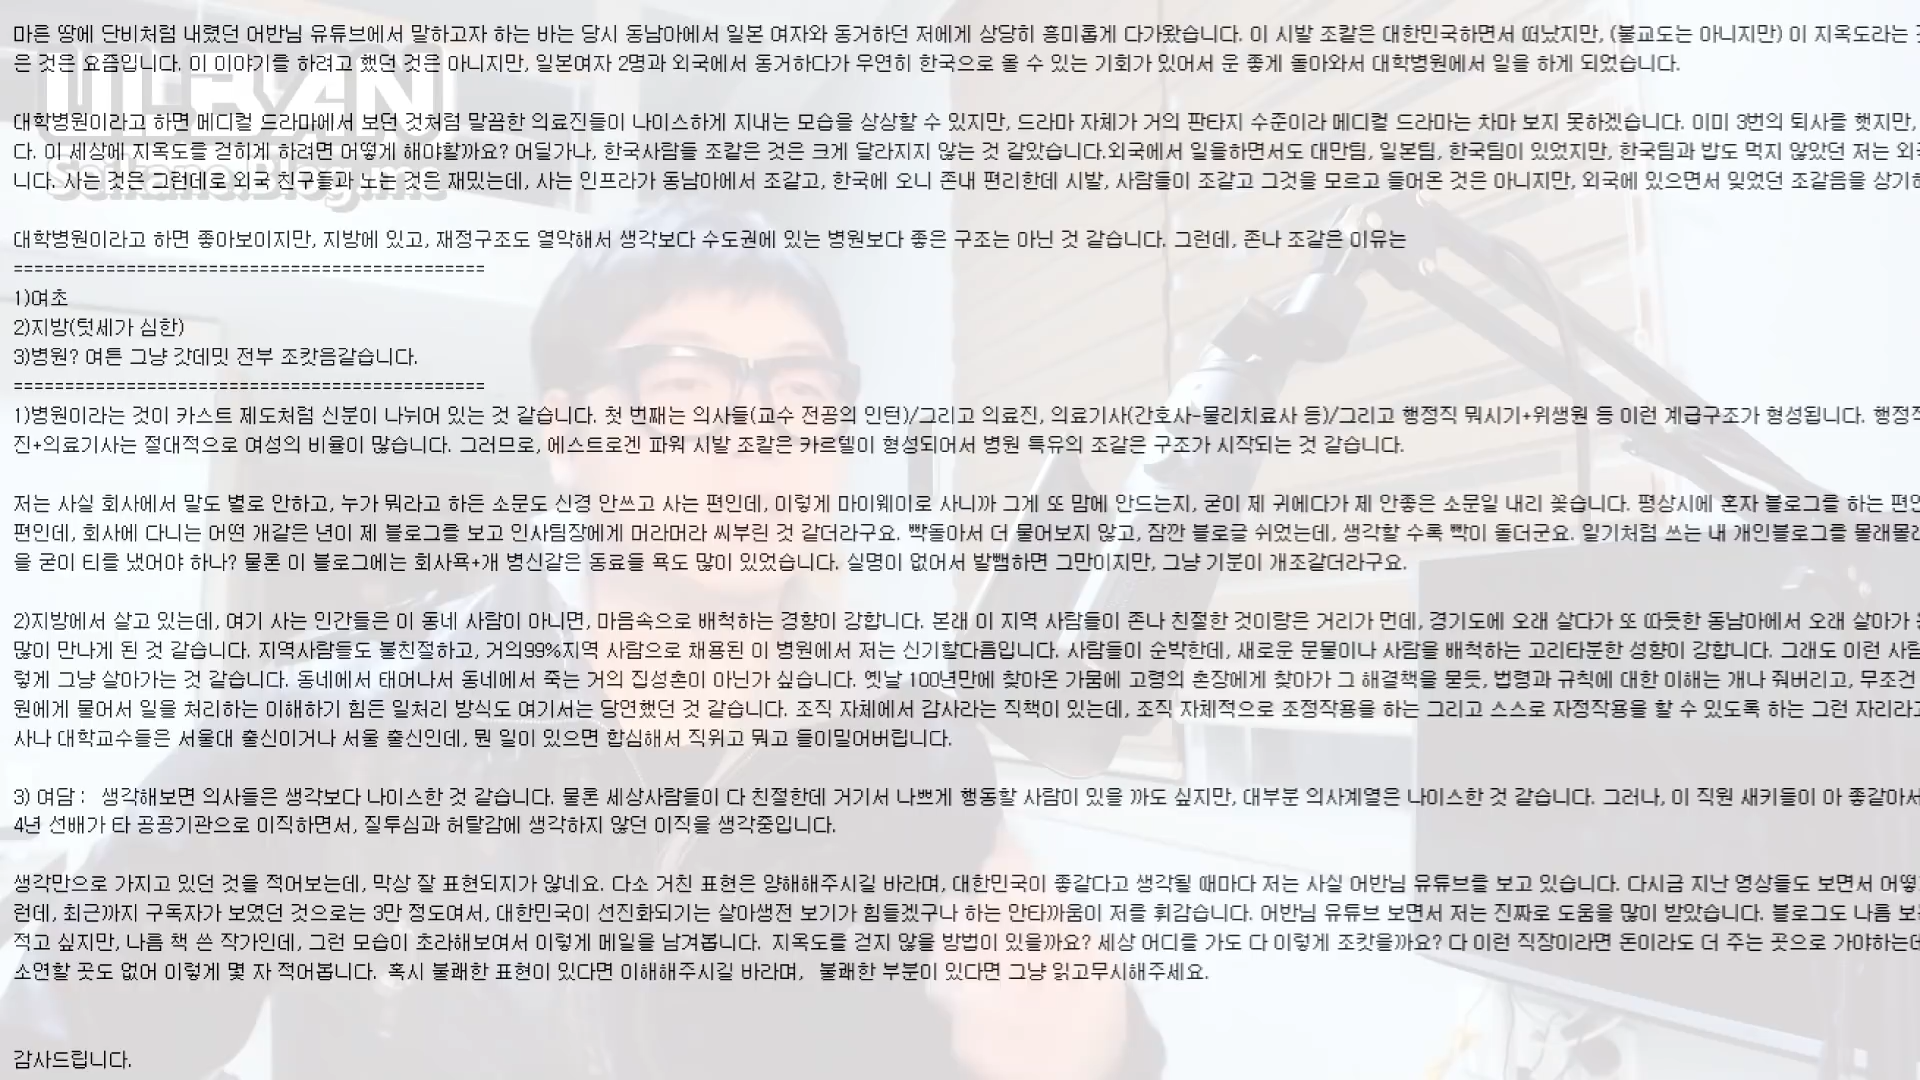 마른 땅에 단비처럼 내렸던 어반님 유튜브에서 말하고자 하는 바는 당시 동남아에서 일본 여자와 동거하던 저에게 상당히 흥미롭게 다가왔습니다. 이 시발 조캍은 대한민국하면서 떠났지만, (불교도는 아니지만) 이 지옥도라는
은 것은 요즘입니다. 이 이야기를 하려고 했던 것은 아니지만, 일본여자 2명과 외국에서 동거하다가 우연히 한국으로 올 수 있는 기회가 있어서 운 좋게 돌아와서 대학병원에서 일을 하게 되었습니다.
URBAN
대학병원이라고 하면 메디컬 드라마에서 보던 것처럼 말끔한 의료진들이 나이스하게 지내는 모습을 상상할 수 있지만, 드라마 자체가 거의 판타지 수준이라 메디컬 드라마는 차마 보지 못하겠습니다. 이미 3번의 퇴사를 했지만,
다. 이 세상에 지옥도를 걷히게 하려면 어떻게 해야할까요? 어딜가나, 한국사람들 조캍은 것은 크게 달라지지 않는 것 같았습니다.외국에서 일을하면서도 대만팀, 일본팀, 한국팀이 있었지만, 한국팀과 밥도 먹지 않았던 저는 외
니다. 사는 것은 그런데로 외국 친구들과 노는 것은 재밌는데, 사는 인프라가 동남아에서 조캍고, 한국에 오니 존내 편리한데 시발, 사람들이 조캍고 그것을 모르고 들어온 것은 아니지만, 외국에 있으면서 잊었던 조캍음을 상기
Saikano.Blog.me
대학병원이라고 하면 좋아보이지만, 지방에 있고, 재정구조도 열악해서 생각보다 수도권에 있는 병원보다 좋은 구조는 아닌 것 같습니다. 그런데, 존나 조캍은 이유는
==============================================
1)여초
2)지방(텃세가 심한)
3)병원? 여튼 그냥 갓데밋 전부 조캇음같습니다.
==============================================
1)병원이라는 것이 카스트 제도처럼 신분이 나뉘어 있는 것 같습니다. 첫 번째는 의사들(교수 전공의 인턴)/그리고 의료진, 의료기사(간호사-물리치료사 등)/그리고 행정직 뭐시기+위생원 등 이런 계급구조가 형성됩니다. 행정직
진+의료기사는 절대적으로 여성의 비율이 많습니다. 그러므로, 에스트로겐 파워 시발 조캍은 카르텔이 형성되어서 병원 특유의 조캍은 구조가 시작되는 것 같습니다.
저는 사실 회사에서 말도 별로 안하고, 누가 뭐라고 하든 소문도 신경 안쓰고 사는 편인데, 이렇게 마이웨이로 사니까 그게 또 맘에 안드는지, 굳이 제 귀에다가 제 안좋은 소문일 내리 꽂습니다. 평상시에 혼자 블로그를 하는 편인
편인데, 회사에 다니는 어떤 개같은 년이 제 블로그를 보고 인사팀장에게 머라머라 씨부린 것 같더라구요. 빡돌아서 더 물어보지 않고, 잠깐 블로글 쉬었는데, 생각할 수록 빡이 돌더군요. 일기처럼 쓰는 내 개인블로그를 몰래몰래
을 굳이 티를 냈어야 하나? 물론 이 블로그에는 회사욕+개 병신같은 동료들 욕도 많이 있었습니다. 실명이 없어서 발뺌하면 그만이지만, 그냥 기분이 개조같더라구요.
2)지방에서 살고 있는데, 여기 사는 인간들은 이 동네 사람이 아니면, 마음속으로 배척하는 경향이 강합니다. 본래 이 지역 사람들이 존나 친절한 것이랑은 거리가 먼데, 경기도에 오래 살다가 또 따듯한 동남아에서 오래 살아가
많이 만나게 된 것 같습니다. 지역사람들도 불친절하고, 거의99%지역 사람으로 채용된 이 병원에서 저는 신기할다름입니다. 사람들이 순박한데, 새로운 문물이나 사람을 배척하는 고리타분한 성향이 강합니다. 그래도 이런 사람
렇게 그냥 살아가는 것 같습니다. 동네에서 태어나서 동네에서 죽는 거의 집성촌이 아닌가 싶습니다. 옛날 100년만에 찾아온 가뭄에 고령의 촌장에게 찾아가 그 해결책을 묻듯, 법령과 규칙에 대한 이해는 개나 줘버리고, 무조건
원에게 물어서 일을 처리하는 이해하기 힘든 일처리 방식도 여기서는 당연했던 것 같습니다. 조직 자체에서 감사라는 직책이 있는데, 조직 자체적으로 조정작용을 하는 그리고 스스로 자정작용을 할 수 있도록 하는 그런 자리라고
사나 대학교수들은 서울대 출신이거나 서울 출신인데, 뭔 일이 있으면 합심해서 직위고 뭐고 들이밀어버립니다.
3) 여담 : 생각해보면 의사들은 생각보다 나이스한 것 같습니다. 물론 세상사람들이 다 친절한데 거기서 나쁘게 행동할 사람이 있을 까도 싶지만, 대부분 의사계열은 나이스한 것 같습니다. 그러나, 이 직원 새키들이 아 좋같아서
4년 선배가 타 공공기관으로 이직하면서, 질투심과 허탈감에 생각하지 않던 이직을 생각중입니다.
생각만으로 가지고 있던 것을 적어보는데, 막상 잘 표현되지가 않네요. 다소 거친 표현은 양해해주시길 바라며, 대한민국이 좋같다고 생각될 때마다 저는 사실 어반님 유튜브를 보고 있습니다. 다시금 지난 영상들도 보면서 어떻
런데, 최근까지 구독자가 보였던 것으로는 3만 정도여서, 대한민국이 선진화되기는 살아생전 보기가 힘들겠구나 하는 안타까움이 저를 휘감습니다. 어반님 유튜브 보면서 저는 진짜로 도움을 많이 받았습니다. 블로그도 나름
적고 싶지만, 나름 책 쓴 작가인데, 그런 모습이 초라해보여서 이렇게 메일을 남겨봅니다. 지옥도를 걷지 않을 방법이 있을까요? 세상 어디를 가도 다 이렇게 조캇을까요? 다 이런 직장이라면 돈이라도 더 주는 곳으로 가야하는데
소연할 곳도 없어 이렇게 몇 자 적어봅니다. 혹시 불쾌한 표현이 있다면 이해해주시길 바라며, 불쾌한 부분이 있다면 그냥 읽고무시해주세요.
감사드립니다.